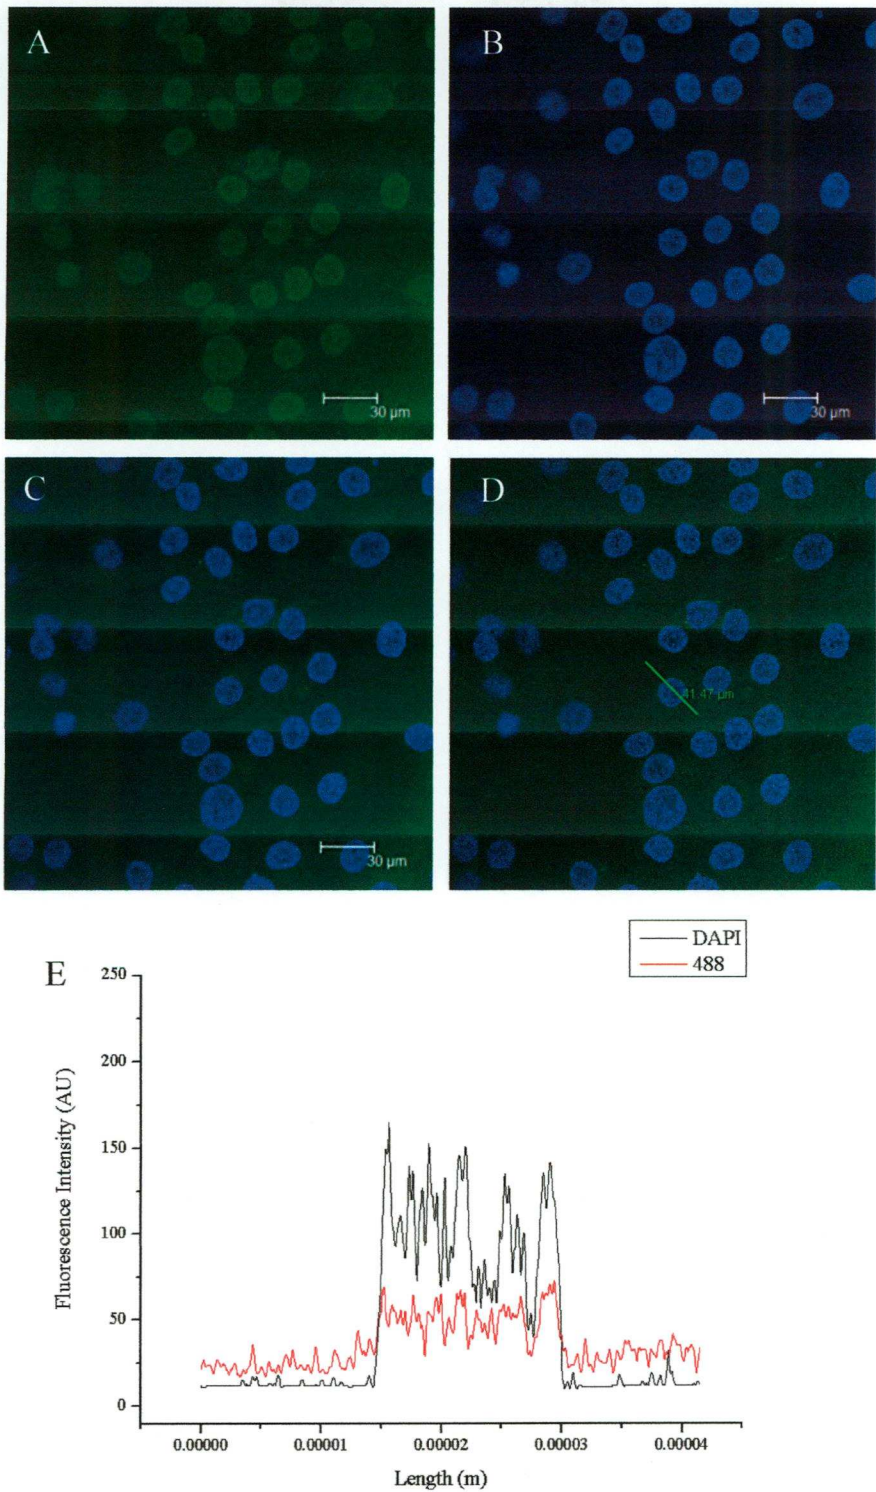 A
B
30 µm
30 µm
C
D
41.47 µm
30 µm
E
DAPI
488
250
200
150
100
50
0
Fluorescence Intensity (AU)
0.00000
0.00001
0.00002
0.00003
0.00004
Length (m)